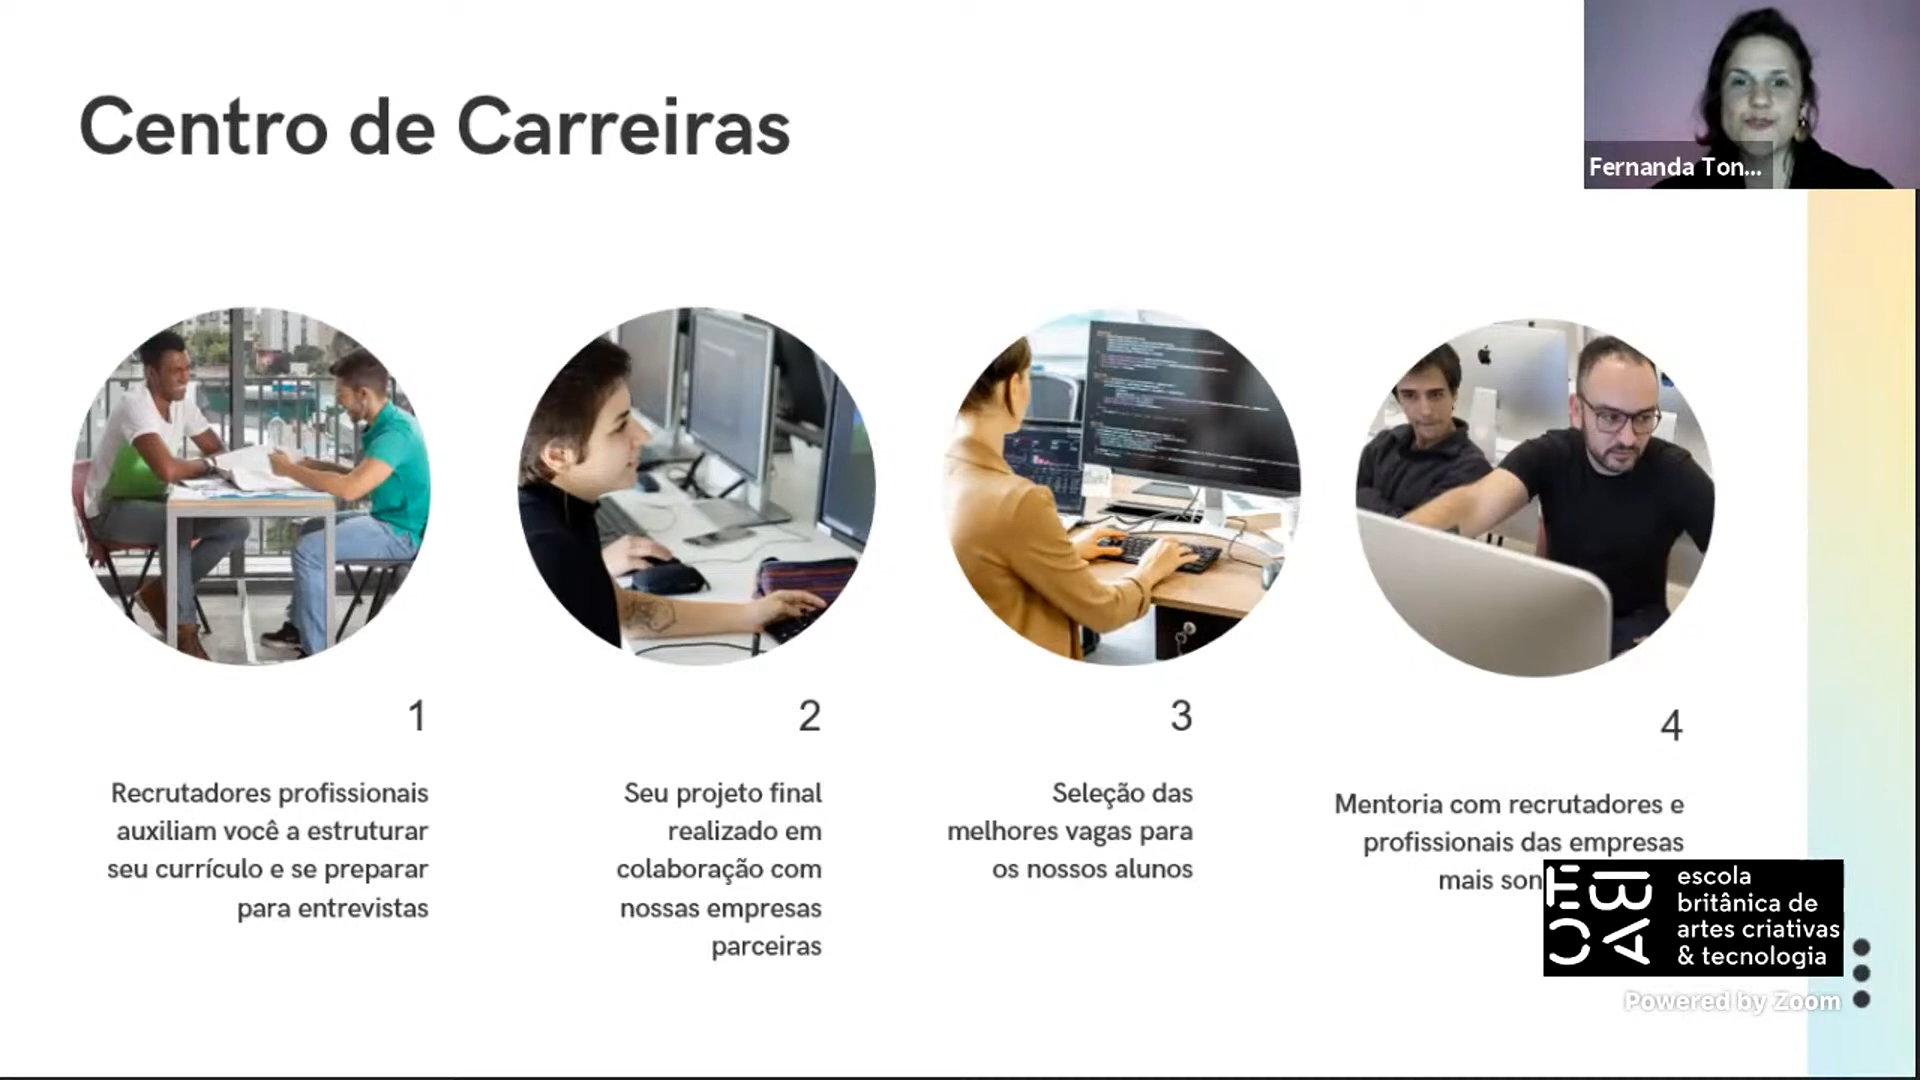 Centro de Carreiras
Fernanda Ton...
1
Recrutadores profissionais
auxiliam você a estruturar
seu currículo e se preparar
para entrevistas
2
Seu projeto final
realizado em
colaboração com
nossas empresas
parceiras
3
Seleção das
melhores vagas para
os nossos alunos
4
Mentoria com recrutadores e
profissionais das empresas
mais
escola
britânica de
artes criativas
& tecnologia
Powered by Zoom